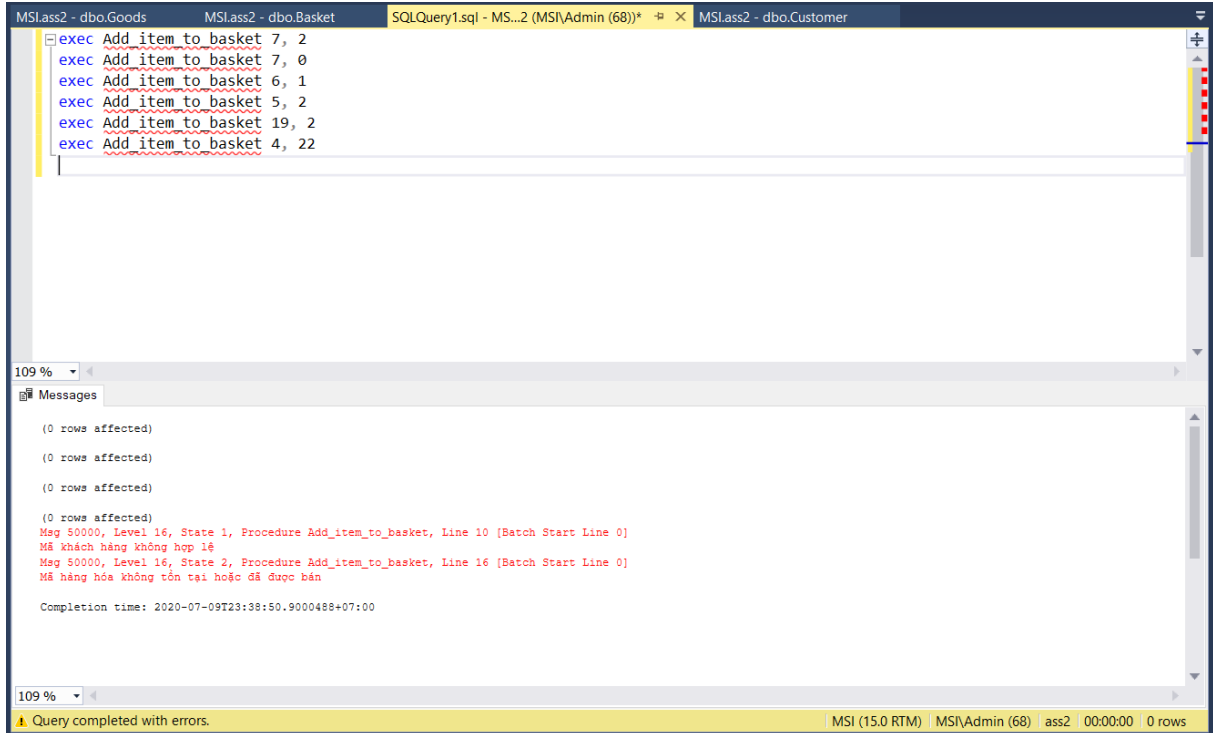 MSI.ass2 - dbo.Goods MSI.ass2 - dbo.Basket SQLQuery1.sql - MS...2 (MSI\Admin (68))* MSI.ass2 - dbo.Customer
exec Add_item_to_basket 7, 2
exec Add_item_to_basket 7, 0
exec Add_item_to_basket 6, 1
exec Add_item_to_basket 5, 2
exec Add_item_to_basket 19, 2
exec Add_item_to_basket 4, 22
109 %
Messages
(0 rows affected)
(0 rows affected)
(0 rows affected)
(0 rows affected)
Msg 50000, Level 16, State 1, Procedure Add_item_to_basket, Line 10 [Batch Start Line 0]
Mã khách hàng không hợp lệ
Msg 50000, Level 16, State 2, Procedure Add_item_to_basket, Line 16 [Batch Start Line 0]
Mã hàng hóa không tồn tại hoặc đã được bán
Completion time: 2020-07-09T23:38:50.9000488+07:00
109 %
Query completed with errors. MSI (15.0 RTM) MSI\Admin (68) ass2 00:00:00 0 rows